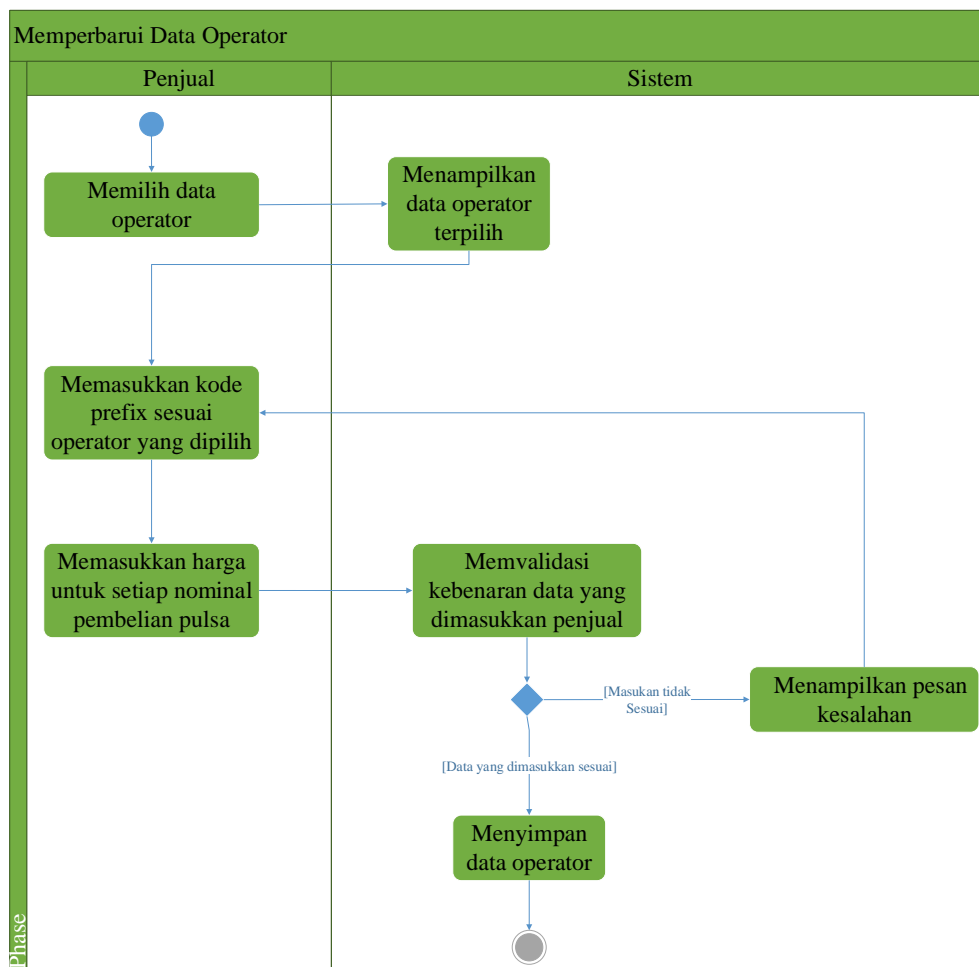 Memperbarui Data Operator
Penjual
Sistem
Memilih data
operator
Menampilkan
data operator
terpilih
Memasukkan kode
prefix sesuai
operator yang dipilih
Memasukkan harga
untuk setiap nominal
pembelian pulsa
Memvalidasi
kebenaran data yang
dimasukkan penjual
[Masukan tidak
Sesuai]
Menampilkan pesan
kesalahan
[Data yang dimasukkan sesuai]
Menyimpan
data operator
Phase